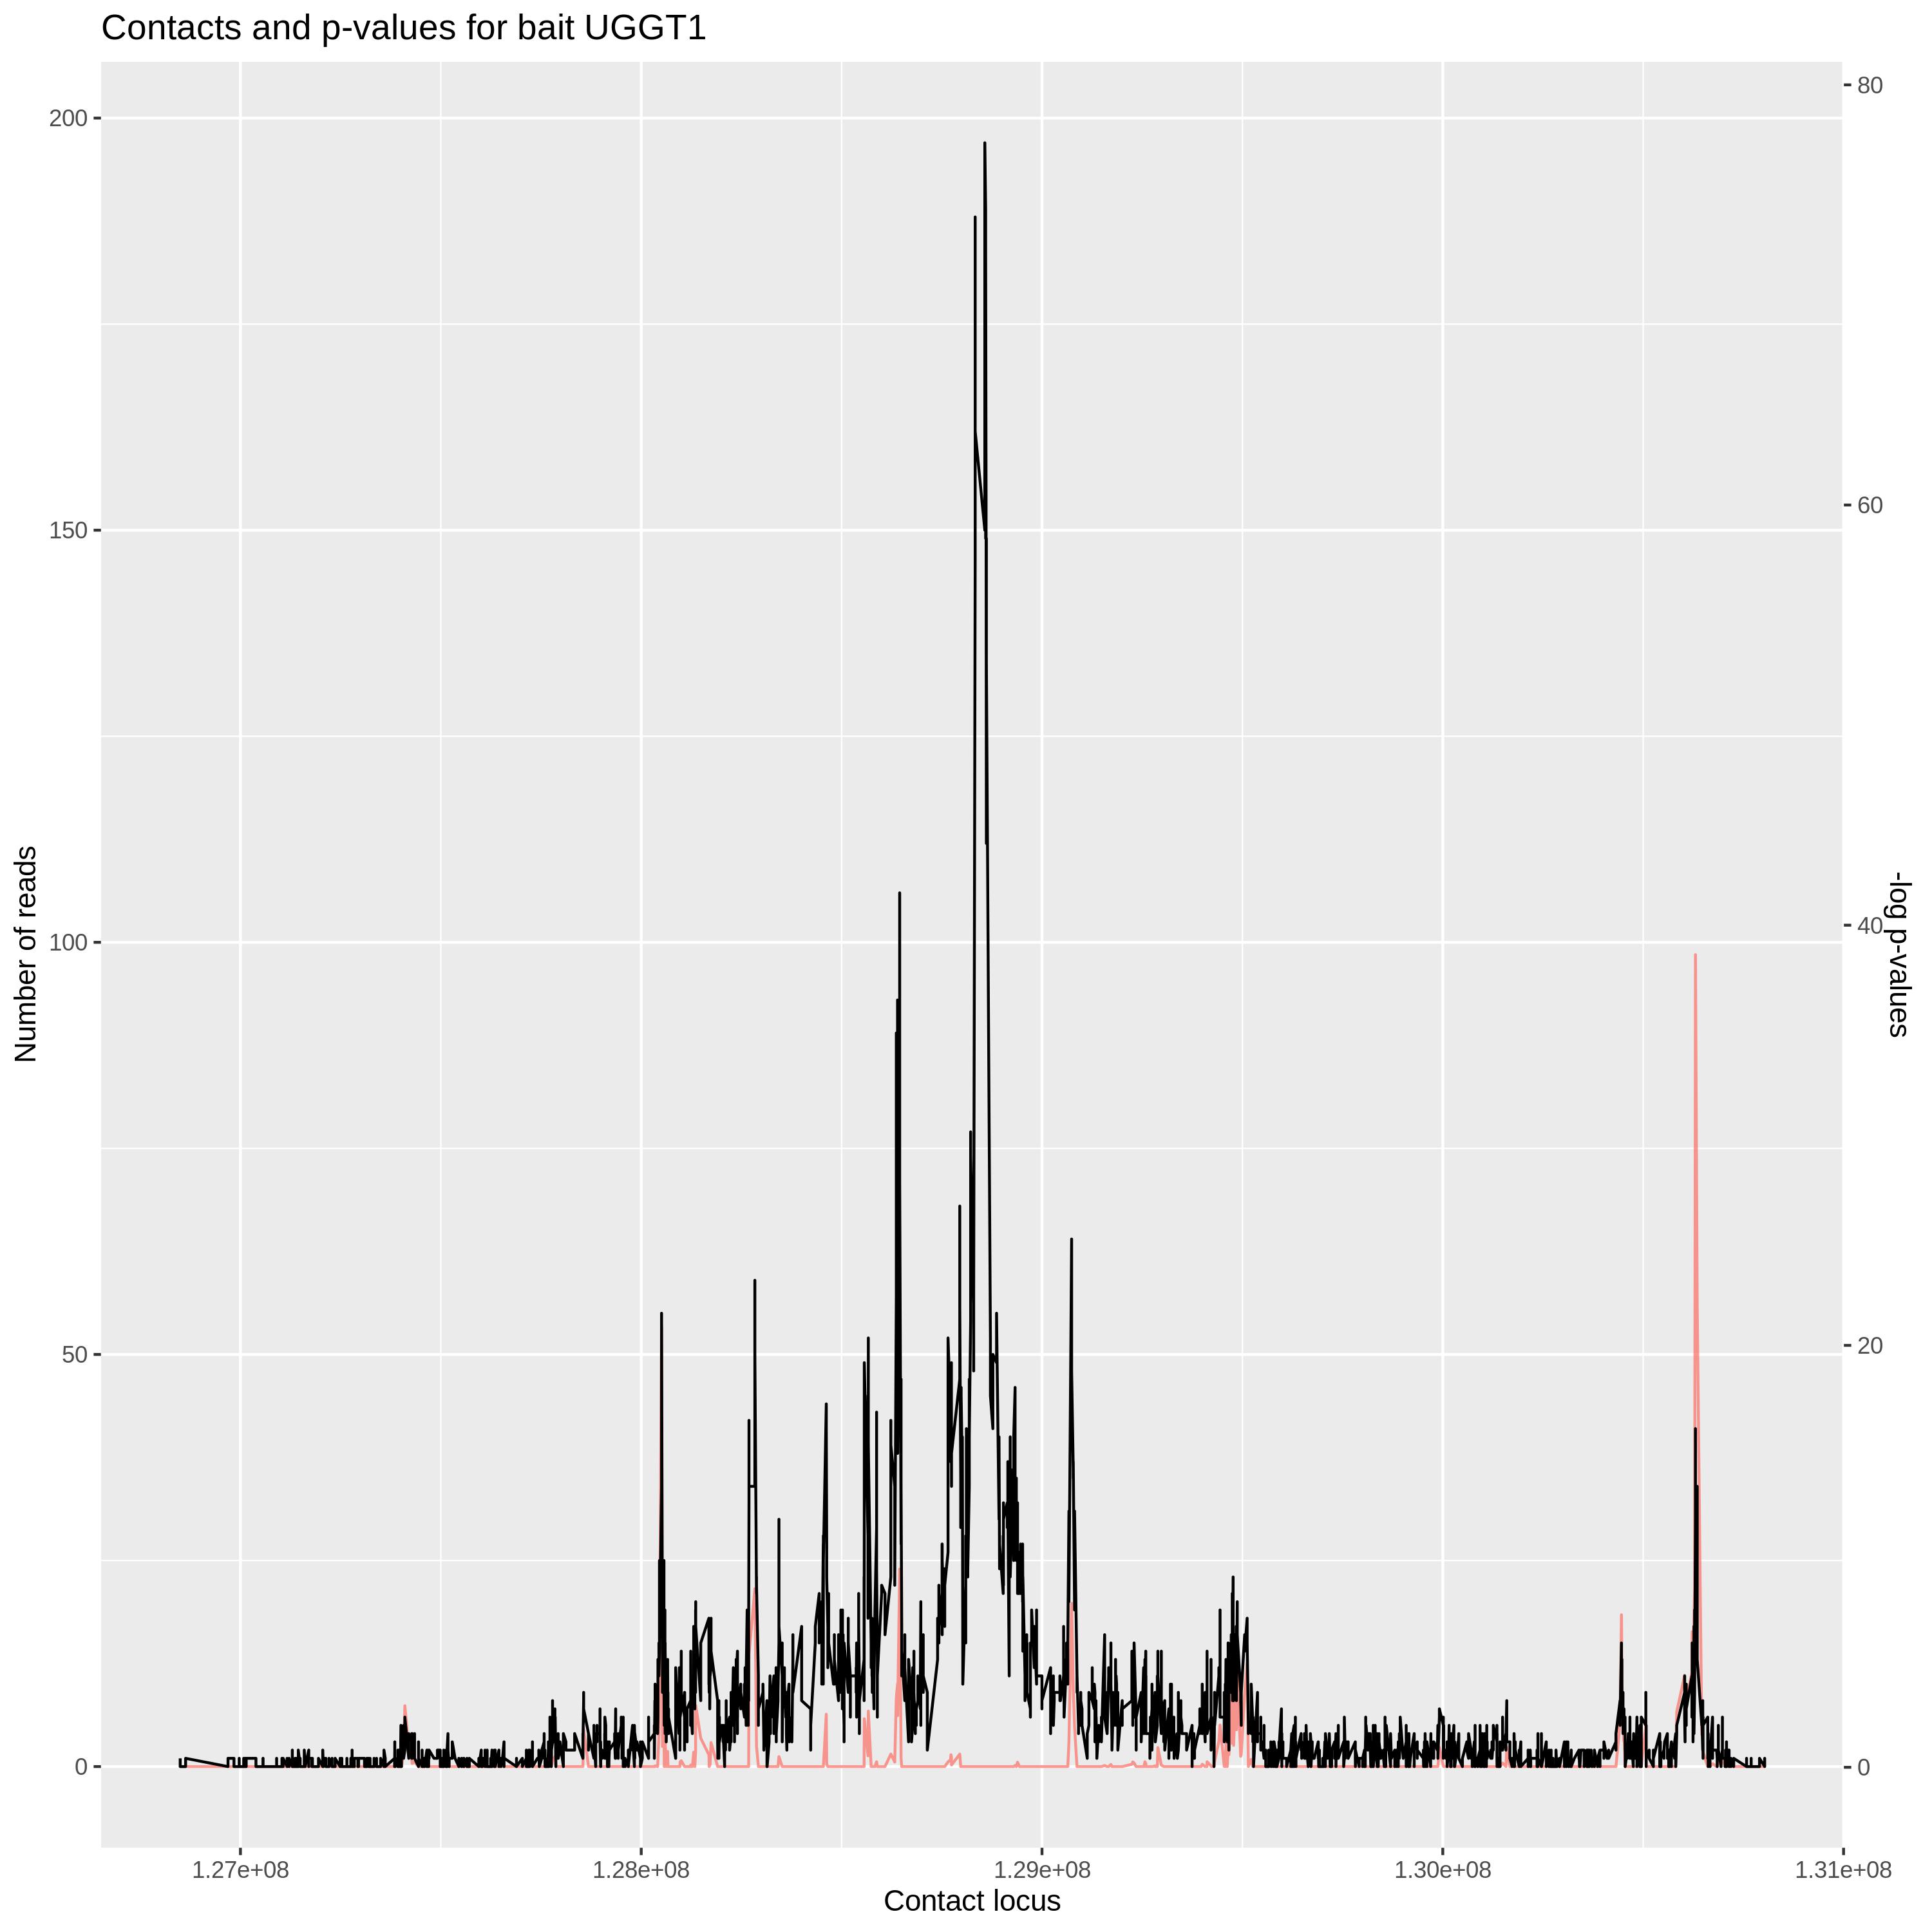 Contacts and p-values for bait UGGT1
200
150
100
50
0
Number of reads
80
60
40
20
0
-log p-values
1.27e+08
1.28e+08
1.29e+08
1.30e+08
1.31e+08
Contact locus